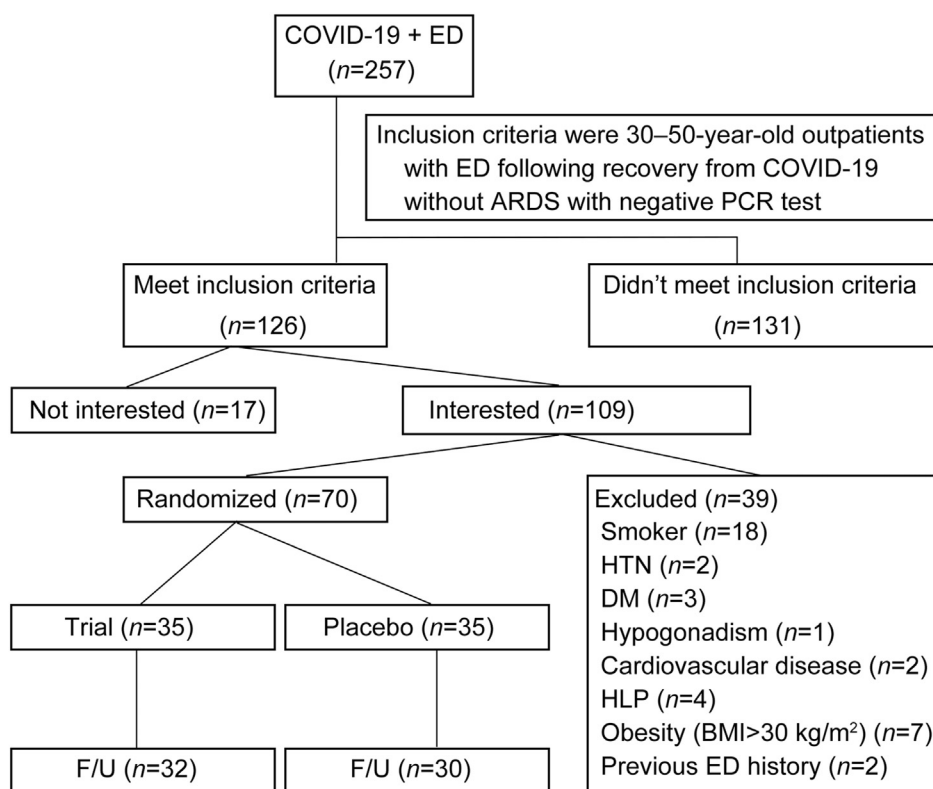 COVID-19 + ED
(n=257)
Inclusion criteria were 30–50-year-old outpatients
with ED following recovery from COVID-19
without ARDS with negative PCR test
Meet inclusion criteria
(n=126)
Didn’t meet inclusion criteria
(n=131)
Not interested (n=17)
Interested (n=109)
Randomized (n=70)
Excluded (n=39)
Smoker (n=18)
HTN (n=2)
DM (n=3)
Hypogonadism (n=1)
Cardiovascular disease (n=2)
HLP (n=4)
Obesity (BMI>30 kg/m²) (n=7)
Previous ED history (n=2)
Trial (n=35)
Placebo (n=35)
F/U (n=32)
F/U (n=30)